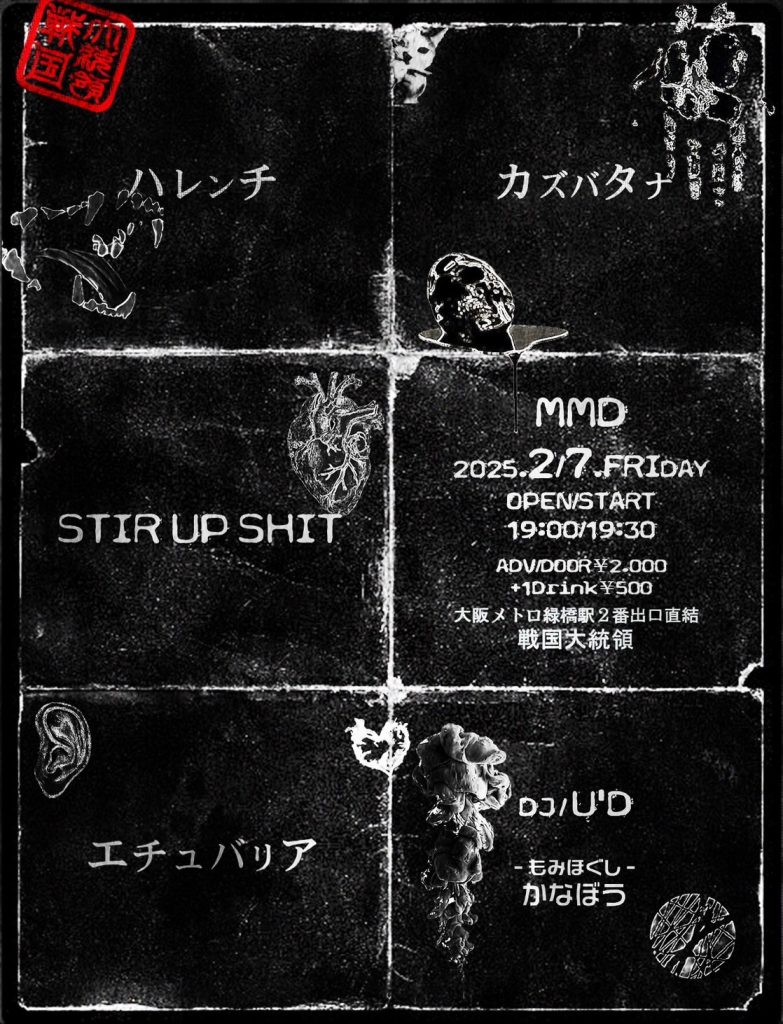 戦国
大統領
ハレンチ
カズバタナ
STIR UP SHIT
MMD
2025.2/7.FRIDAY
OPEN/START
19:00/19:30
ADV/DOOR¥2.000
+1Drink¥500
大阪メトロ緑橋駅2番出口直結
戦国大統領
エチュバリア
DJ/U'D
-もみほぐし-
かなぼう